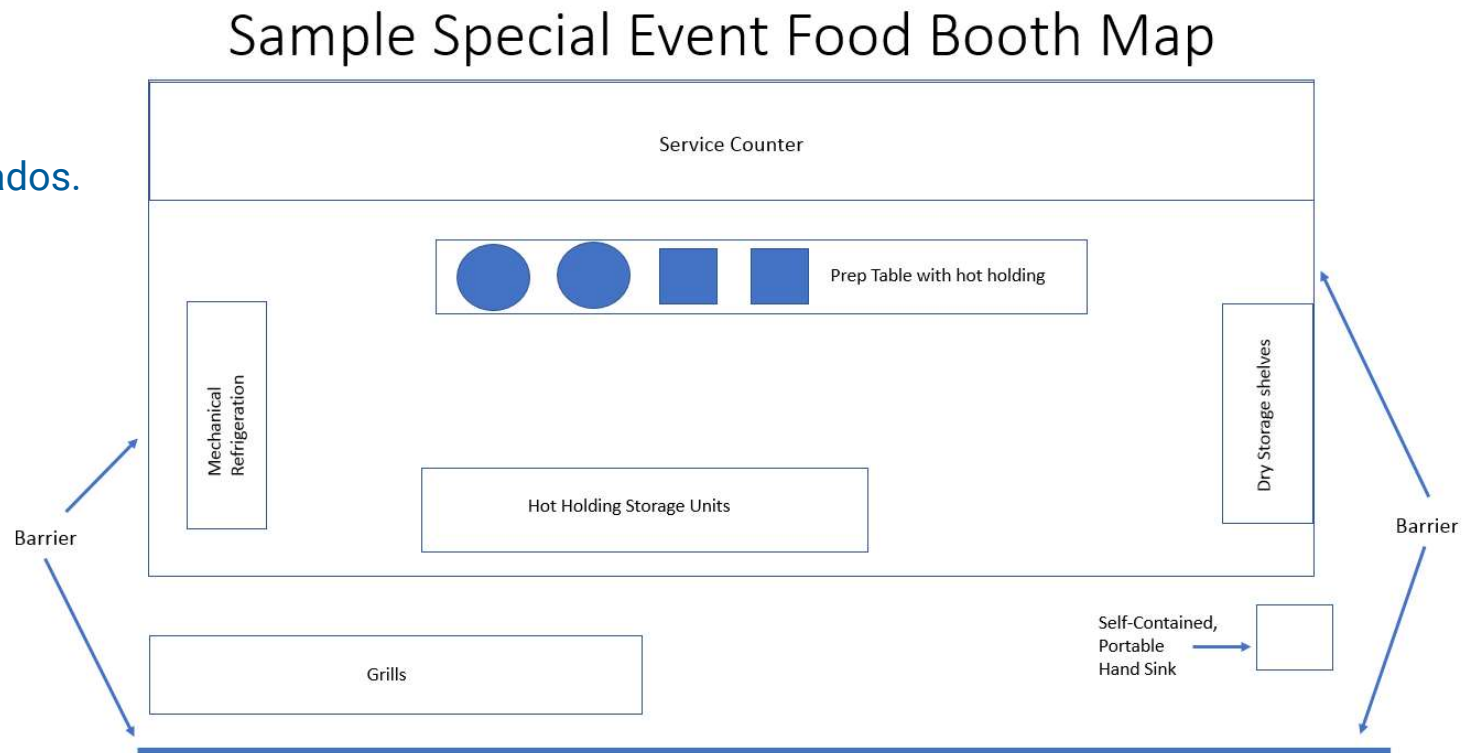 Sample Special Event Food Booth Map
ados.
Service Counter
Prep Table with hot holding
Mechanical
Refrigeration
Dry Storage shelves
Hot Holding Storage Units
Barrier
Barrier
Self-Contained,
Portable
Hand Sink
Grills